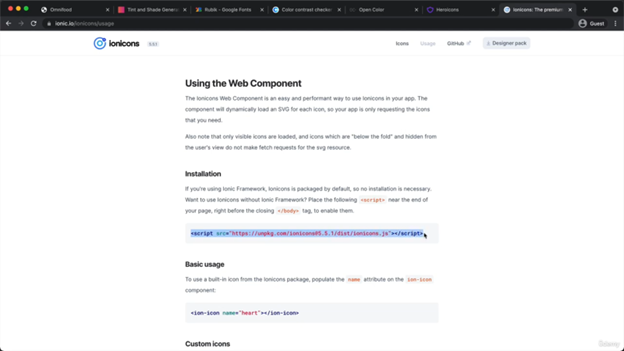 Omnifood
Tint and Shade Genera
Rubik - Google Fonts
Color contrast checke
Open Color
Heroicons
Ionicons: The premium
ionic.io/ionicons/usage
Guest
ionicons
Icons
Usage
GitHub
Designer pack
Using the Web Component
The Ionicons Web Component is an easy and performant way to use Ionicons in your app. The
component will dynamically load an SVG for each icon, so your app is only requesting the icons
that you need.
Also note that only visible icons are loaded, and icons which are "below the fold" and hidden from
the user's view do not make fetch requests for the svg resource.
Installation
If you're using Ionic Framework, Ionicons is packaged by default, so no installation is necessary.
Want to use Ionicons without Ionic Framework? Place the following <script> near the end of
your page, right before the closing </body> tag, to enable them.
<script src="https://unpkg.com/ionicons@5.5.1/dist/ionicons.js"></script>
Basic usage
To use a built-in icon from the Ionicons package, populate the name attribute on the ion-icon
component:
<ion-icon name="heart"></ion-icon>
Custom icons
Udemy